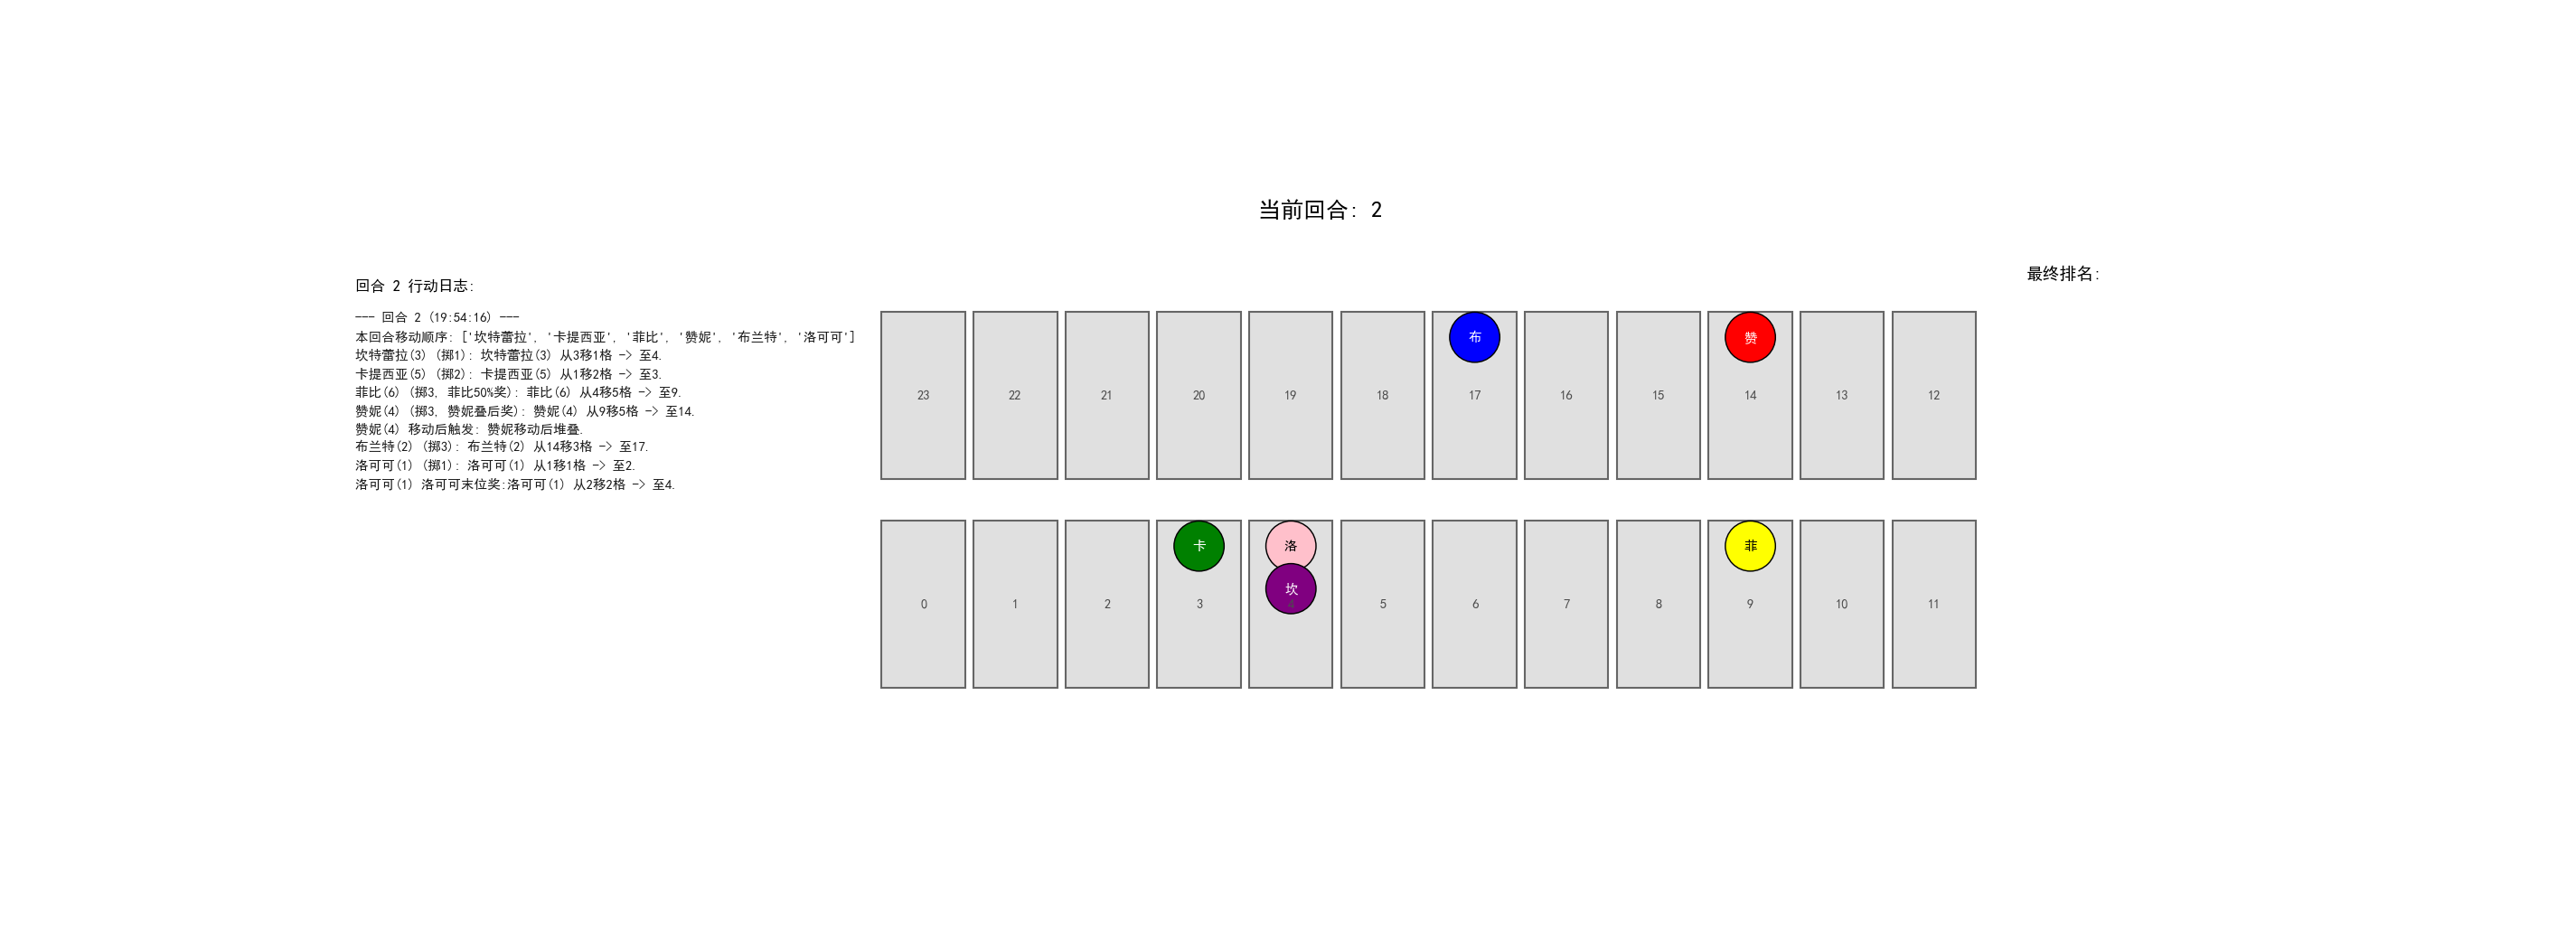 当前回合: 2
最终排名:
回合 2 行动日志:
--- 回合 2 (19:54:16) ---
本回合移动顺序: ['坎特蕾拉', '卡提西亚', '菲比', '赞妮', '布兰特', '洛可可']
坎特蕾拉(3) (掷1): 坎特蕾拉(3) 从3移1格 -> 至4.
卡提西亚(5) (掷2): 卡提西亚(5) 从1移2格 -> 至3.
菲比(6) (掷3, 菲比50%奖): 菲比(6) 从4移5格 -> 至9.
赞妮(4) (掷3, 赞妮叠后奖): 赞妮(4) 从9移5格 -> 至14.
赞妮(4) 移动后触发: 赞妮移动后堆叠.
布兰特(2) (掷3): 布兰特(2) 从14移3格 -> 至17.
洛可可(1) (掷1): 洛可可(1) 从1移1格 -> 至2.
洛可可(1) 洛可可末位奖:洛可可(1) 从2移2格 -> 至4.
布 赞
23 22 21 20 19 18 17 16 15 14 13 12
卡 洛 菲
坎
0 1 2 3 4 5 6 7 8 9 10 11